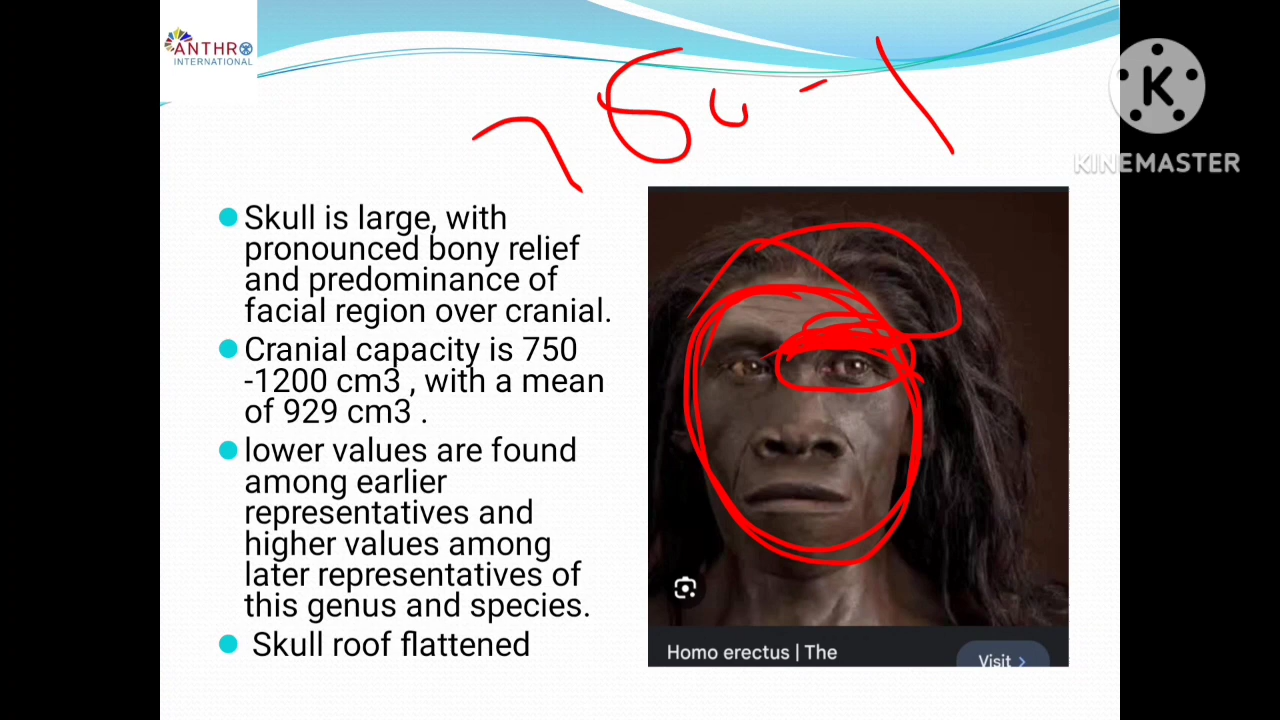 ANTHRO
INTERNATIONAL
750-1
K
KINEMASTER
Skull is large, with
pronounced bony relief
and predominance of
facial region over cranial.
Cranial capacity is 750
-1200 cm3 , with a mean
of 929 cm3 .
lower values are found
among earlier
representatives and
higher values among
later representatives of
this genus and species.
Skull roof flattened
Homo erectus | The
Visit >